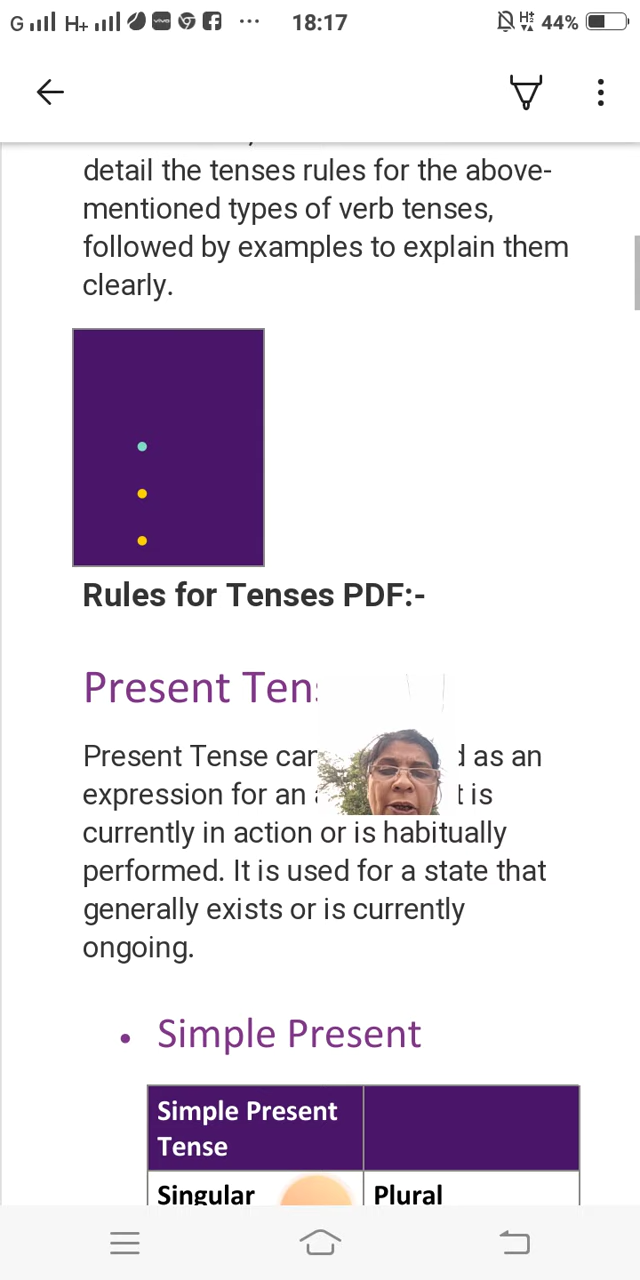 G H+ ... 18:17 44%
detail the tenses rules for the above-
mentioned types of verb tenses,
followed by examples to explain them
clearly.
Rules for Tenses PDF:-
Present
Present Tense as an
expression for an is
currently in action or is habitually
performed. It is used for a state that
generally exists or is currently
ongoing.
• Simple Present
Simple Present
Tense
Singular Plural